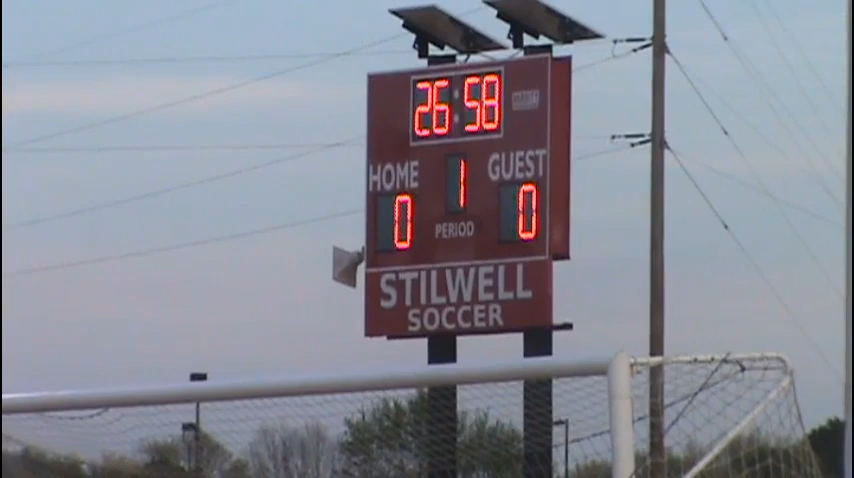 26:58
HOME
GUEST
0
1
0
PERIOD
STILWELL
SOCCER